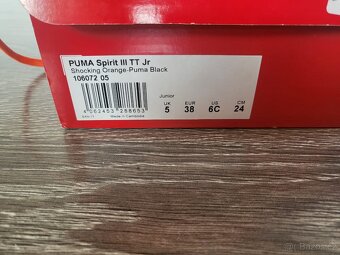 PUMA Spirit III TT Jr
Shocking Orange-Puma Black
106072 05
Junior
UK EUR US CM
5 38 6C 24
Made in Cambodia